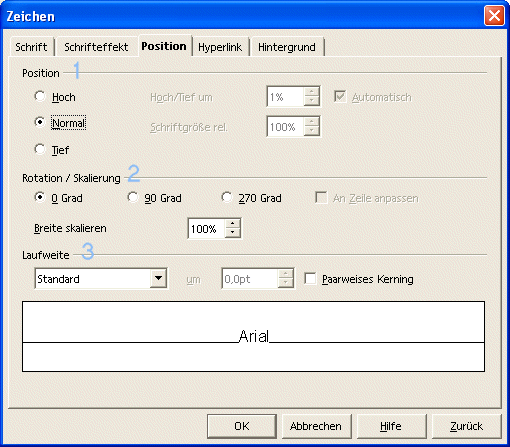 Zeichen
Schrift Schrifteffekt Position Hyperlink Hintergrund
Position 1
Hoch Hoch/Tief um 1% Automatisch
Normal Schriftgröße rel. 100%
Tief
Rotation / Skalierung 2
0 Grad 90 Grad 270 Grad An Zeile anpassen
Breite skalieren 100%
Laufweite 3
Standard um 0,0pt Paarweises Kerning
Arial
OK Abbrechen Hilfe Zurück